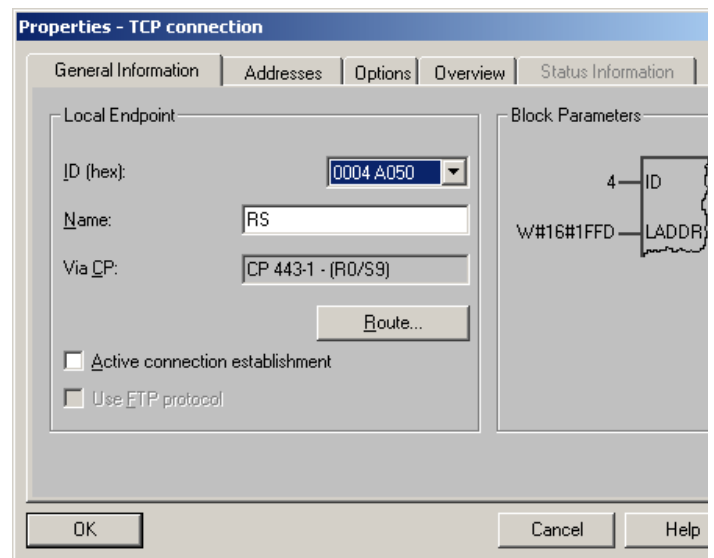 Properties - TCP connection
General Information Addresses Options Overview Status Information
Local Endpoint
Block Parameters
ID (hex): 0004 A050
4 ID
Name: RS
W#16#1FFD LADDR
Via CP: CP 443-1 - (R0/S9)
Route...
Active connection establishment
Use FTP protocol
OK Cancel Help